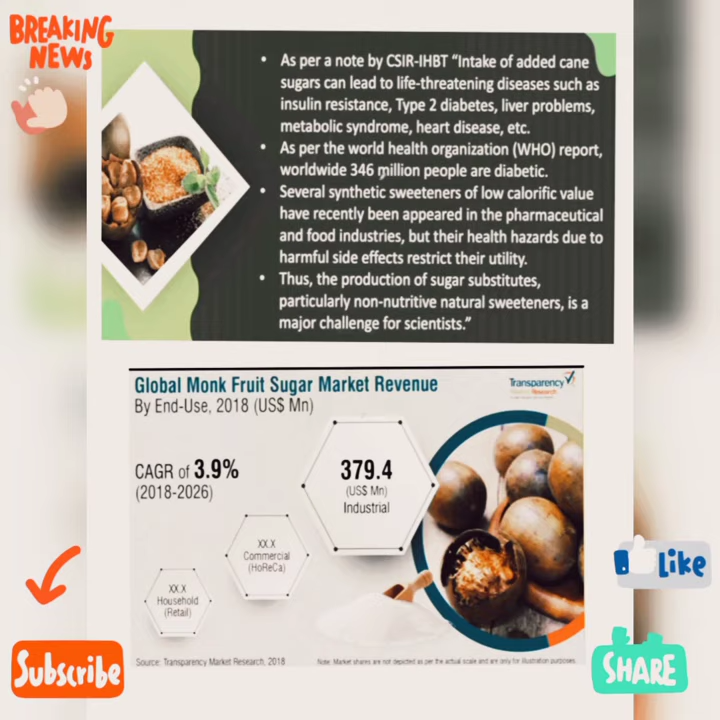 BREAKING
NEWS
• As per a note by CSIR-IHBT “Intake of added cane
sugars can lead to life-threatening diseases such as
insulin resistance, Type 2 diabetes, liver problems,
metabolic syndrome, heart disease, etc.
• As per the world health organization (WHO) report,
worldwide 346 million people are diabetic.
• Several synthetic sweeteners of low calorific value
have recently been appeared in the pharmaceutical
and food industries, but their health hazards due to
harmful side effects restrict their utility.
• Thus, the production of sugar substitutes,
particularly non-nutritive natural sweeteners, is a
major challenge for scientists.”
Global Monk Fruit Sugar Market Revenue
By End-Use, 2018 (US$ Mn)
Transparency
Market Research
CAGR of 3.9%
(2018-2026)
379.4
(US$ Mn)
Industrial
XX.X
Commercial
(HoReCa)
XX.X
Household
(Retail)
Source: Transparency Market Research, 2018
Note: Market shares are not depicted as per the actual scale and are only for illustration purposes.
Like
Subscribe
SHARE